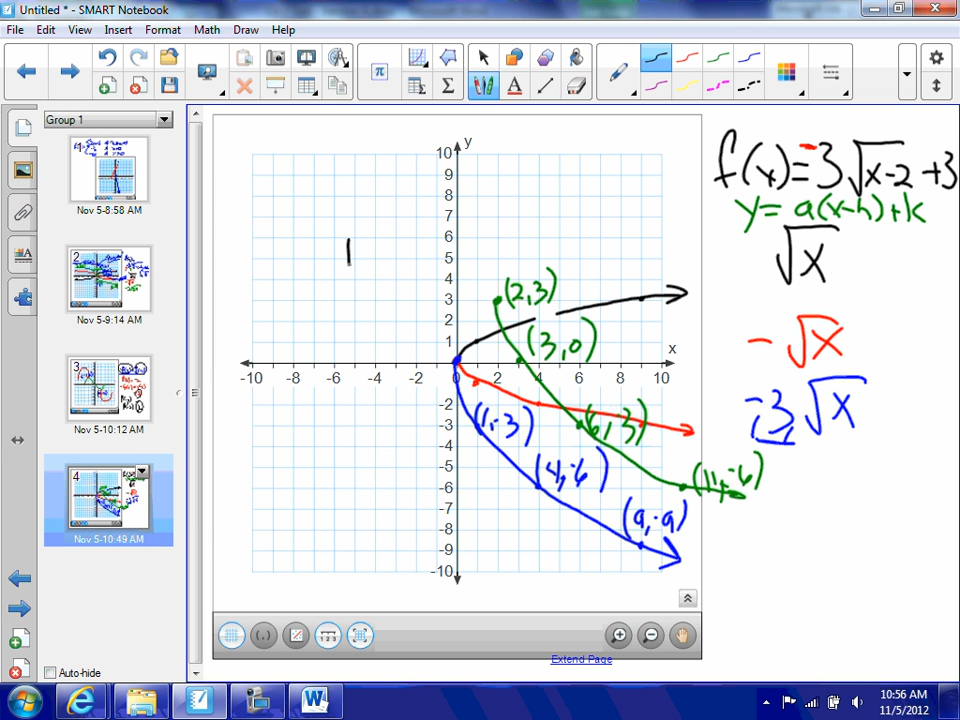 Untitled * - SMART Notebook
File Edit View Insert Format Math Draw Help
Group 1
1
Nov 5-8:58 AM
2
Nov 5-9:14 AM
3
Nov 5-10:12 AM
4
Nov 5-10:49 AM
Auto-hide
y
10
9
8
7
6
5
4
3
2
1
x
-10 -8 -6 -4 -2 0 2 4 6 8 10
-2
-3
-4
-5
-6
-7
-8
-9
-10
(2,3)
(3,0)
(1,-3)
(6,-3)
(4,-6)
(11,-6)
(9,-9)
f(x)=-3√x-2 +3
y= a(x-h)+k
√x
-√x
-3√x
Extend Page
10:56 AM
11/5/2012